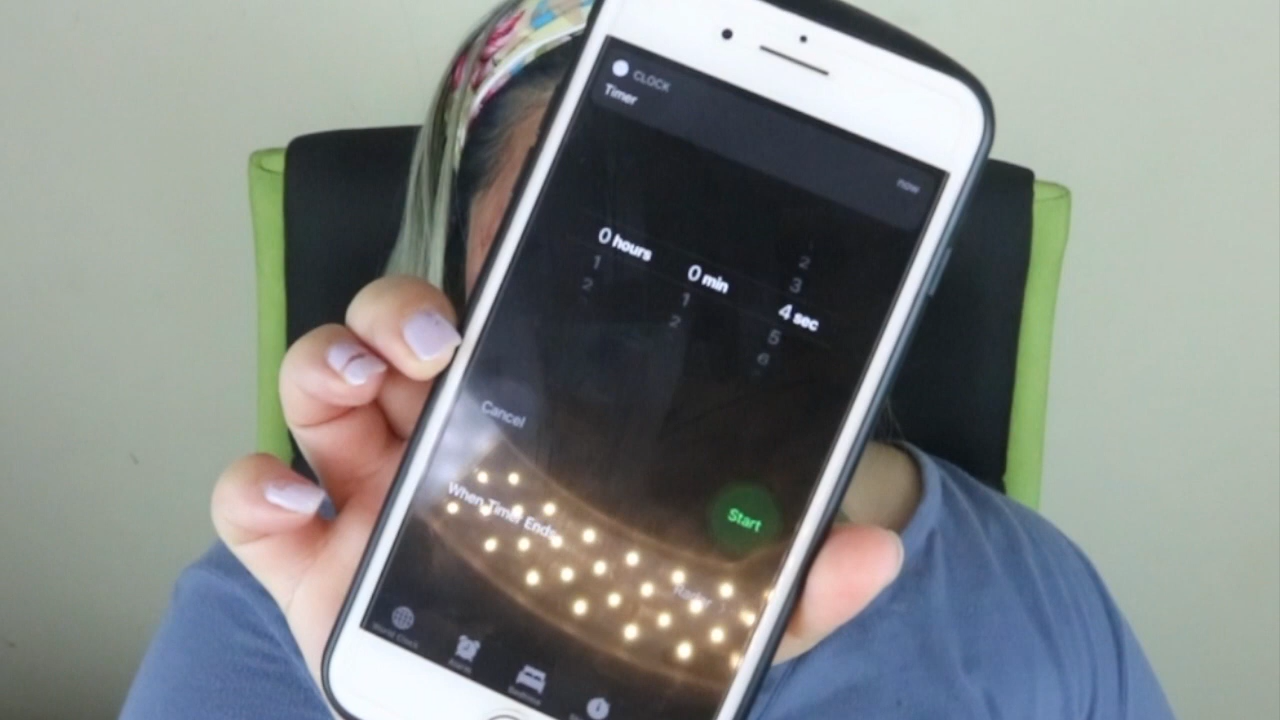 CLOCK
Timer
now
0 hours 0 min 4 sec
2
3
1 1 5
2 2 6
Cancel
Start
When Timer Ends
Radar
World Clock
Alarm
Bedtime